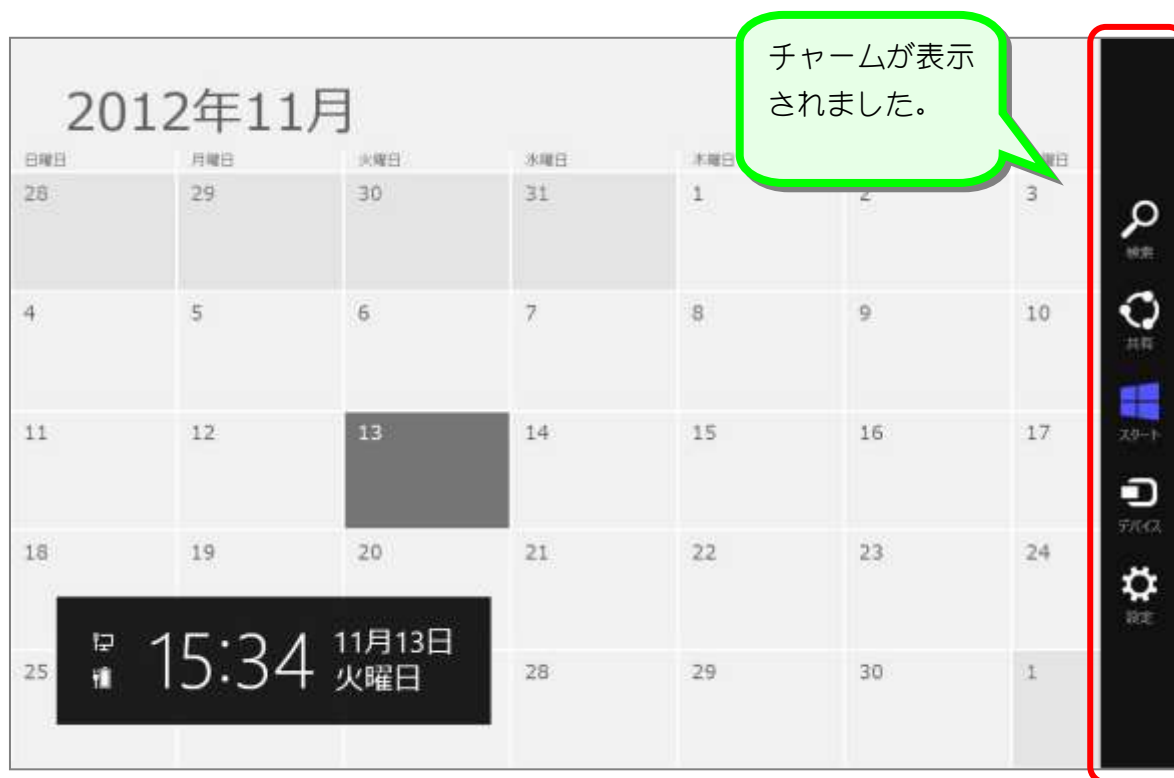 チャームが表示
されました。
2012年11月
日曜日 月曜日 火曜日 水曜日 木曜日 曜日
28 29 30 31 1 2 3
検索
4 5 6 7 8 9 10
共有
11 12 13 14 15 16 17
スタート
デバイス
18 19 20 21 22 23 24
設定
15:34 11月13日
火曜日
25 28 29 30 1